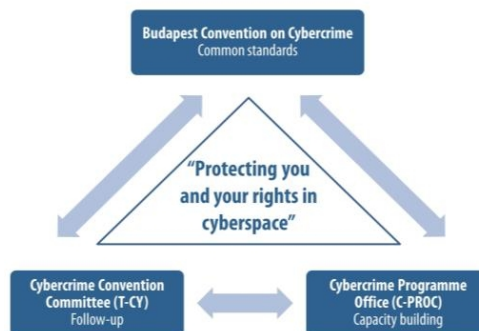 Budapest Convention on Cybercrime
Common standards
“Protecting you
and your rights in
cyberspace”
Cybercrime Convention
Committee (T-CY)
Follow-up
Cybercrime Programme
Office (C-PROC)
Capacity building